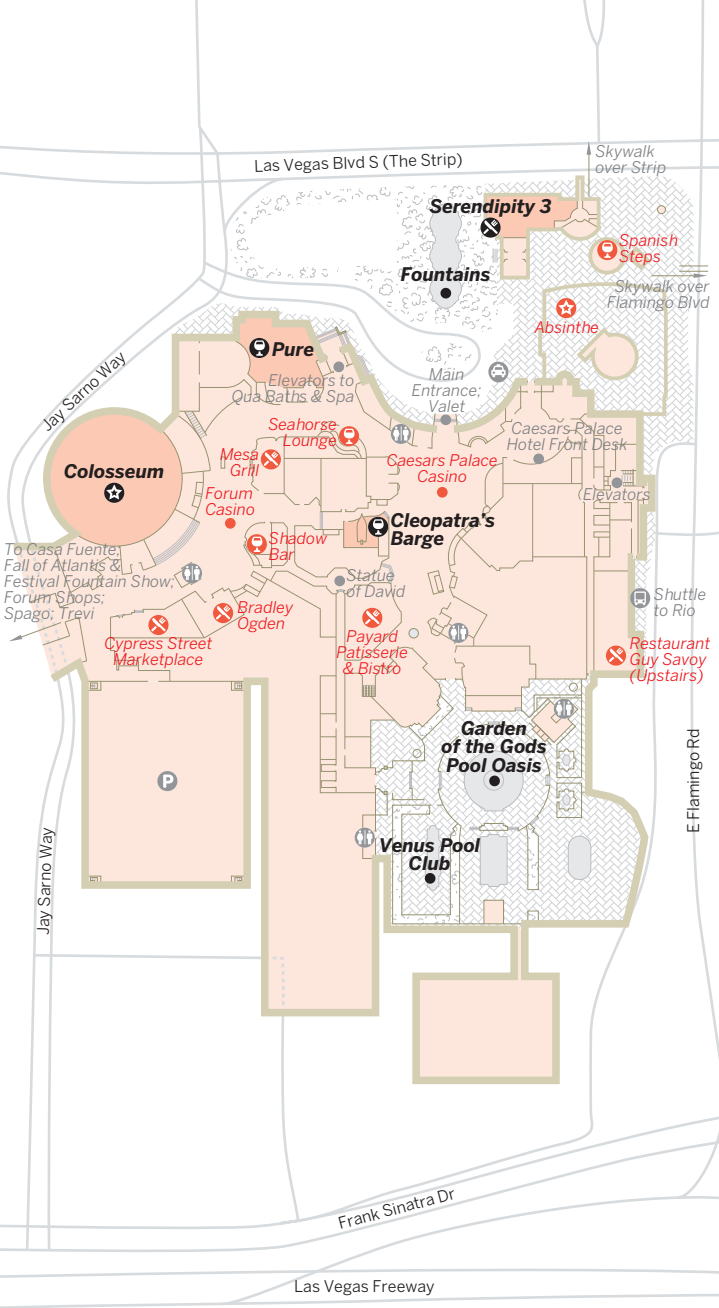 Las Vegas Blvd S (The Strip)
Skywalk
over Strip
Serendipity 3
Spanish
Steps
Fountains
Skywalk over
Flamingo Blvd
Absinthe
Pure
Elevators to
Qua Baths & Spa
Main
Entrance;
Valet
Jay Sarno Way
Seahorse
Lounge
Caesars Palace
Hotel Front Desk
Mesa
Grill
Caesars Palace
Casino
Colosseum
Forum
Casino
Elevators
Cleopatra's
Barge
Shadow
Bar
To Casa Fuente;
Fall of Atlantis &
Festival Fountain Show;
Forum Shops;
Spago; Trevi
Statue
of David
Shuttle
to Rio
Bradley
Ogden
Cypress Street
Marketplace
Payard
Patisserie
& Bistro
Restaurant
Guy Savoy
(Upstairs)
Garden
of the Gods
Pool Oasis
P
E Flamingo Rd
Jay Sarno Way
Venus Pool
Club
Frank Sinatra Dr
Las Vegas Freeway